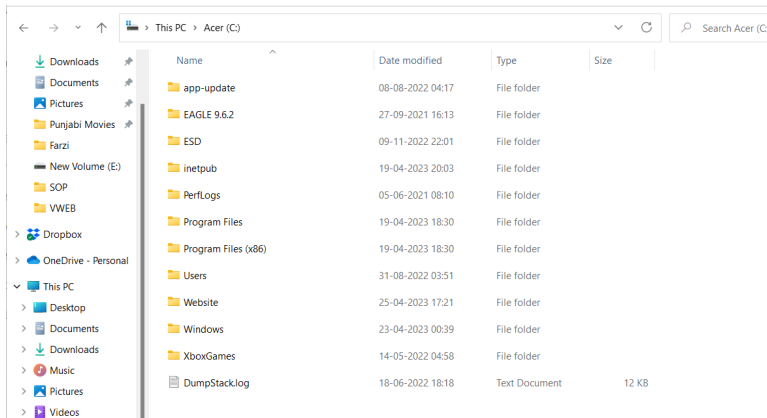 This PC > Acer (C:) Search Acer (C:
Name Date modified Type Size
Downloads
Documents
Pictures
Punjabi Movies
Farzi
New Volume (E:)
SOP
VWEB
Dropbox
OneDrive - Personal
This PC
Desktop
Documents
Downloads
Music
Pictures
Videos
app-update 08-08-2022 04:17 File folder
EAGLE 9.6.2 27-09-2021 16:13 File folder
ESD 09-11-2022 22:01 File folder
inetpub 19-04-2023 20:03 File folder
PerfLogs 05-06-2021 08:10 File folder
Program Files 19-04-2023 18:30 File folder
Program Files (x86) 19-04-2023 18:30 File folder
Users 31-08-2022 03:51 File folder
Website 25-04-2023 17:21 File folder
Windows 23-04-2023 00:39 File folder
XboxGames 14-05-2022 04:58 File folder
DumpStack.log 18-06-2022 18:18 Text Document 12 KB